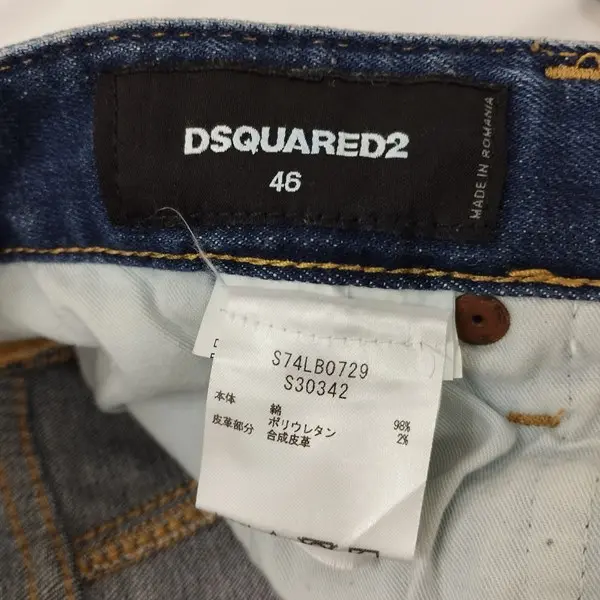 DSQUARED2
46
MADE IN ROMANIA
S74LB0729
S30342
本体 綿 98%
ポリウレタン 2%
皮革部分 合成皮革